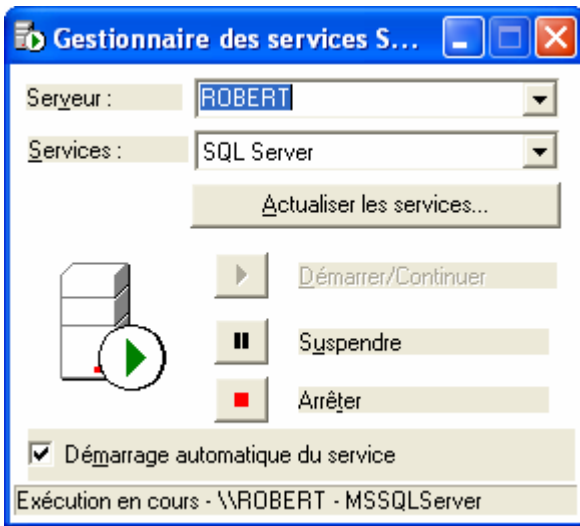 Gestionnaire des services S...
Serveur :
ROBERT
Services :
SQL Server
Actualiser les services...
Démarrer/Continuer
Suspendre
Arrêter
Démarrage automatique du service
Exécution en cours - \\ROBERT - MSSQLServer